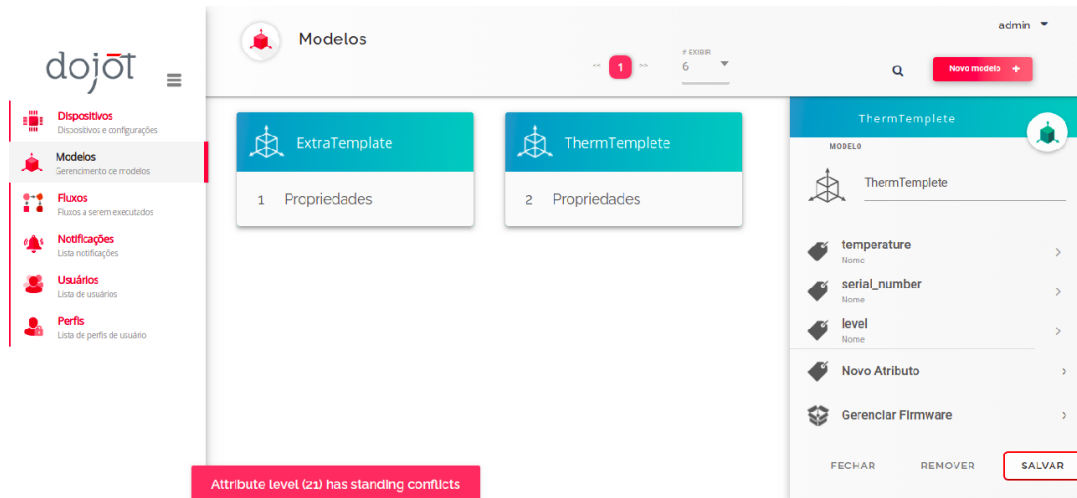 dojot
Dispositivos
Dispositivos e configurações
Modelos
Gerencimento de modelos
Fluxos
Fluxos a serem executados
Notificações
Lista notificações
Usuários
Lista de usuários
Perfis
Lista de perfis de usuário
Modelos
<< 1 >>
# EXIBIR
6
admin
Novo modelo +
ExtraTemplate
1 Propriedades
ThermTemplete
2 Propriedades
ThermTemplete
MODELO
ThermTemplete
temperature
Nome
serial_number
Nome
level
Nome
Novo Atributo
Gerenciar Firmware
FECHAR REMOVER SALVAR
Attribute level (21) has standing conflicts